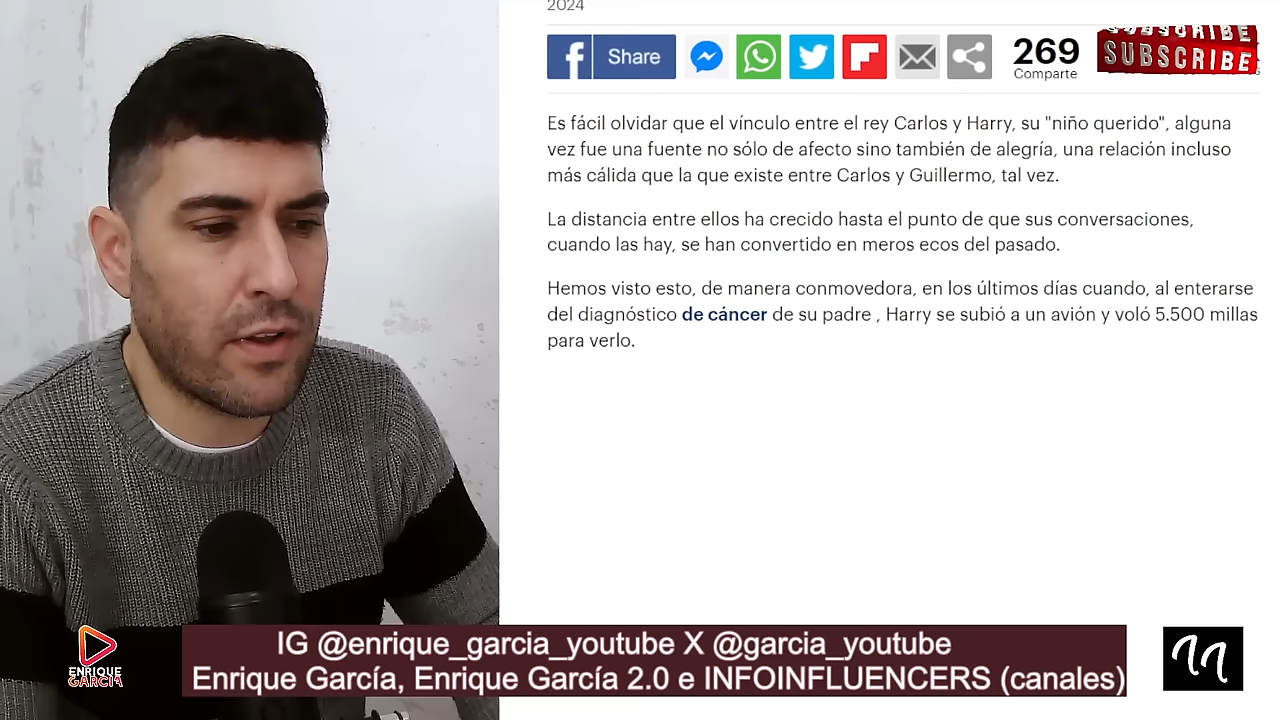 2024
Share
269
Comparte
SUBSCRIBE
SUBSCRIBE
Es fácil olvidar que el vínculo entre el rey Carlos y Harry, su "niño querido", alguna
vez fue una fuente no sólo de afecto sino también de alegría, una relación incluso
más cálida que la que existe entre Carlos y Guillermo, tal vez.
La distancia entre ellos ha crecido hasta el punto de que sus conversaciones,
cuando las hay, se han convertido en meros ecos del pasado.
Hemos visto esto, de manera conmovedora, en los últimos días cuando, al enterarse
del diagnóstico de cáncer de su padre , Harry se subió a un avión y voló 5.500 millas
para verlo.
IG @enrique_garcia_youtube X @garcia_youtube
Enrique García, Enrique García 2.0 e INFOINFLUENCERS (canales)
ENRIQUE
GARCÍA